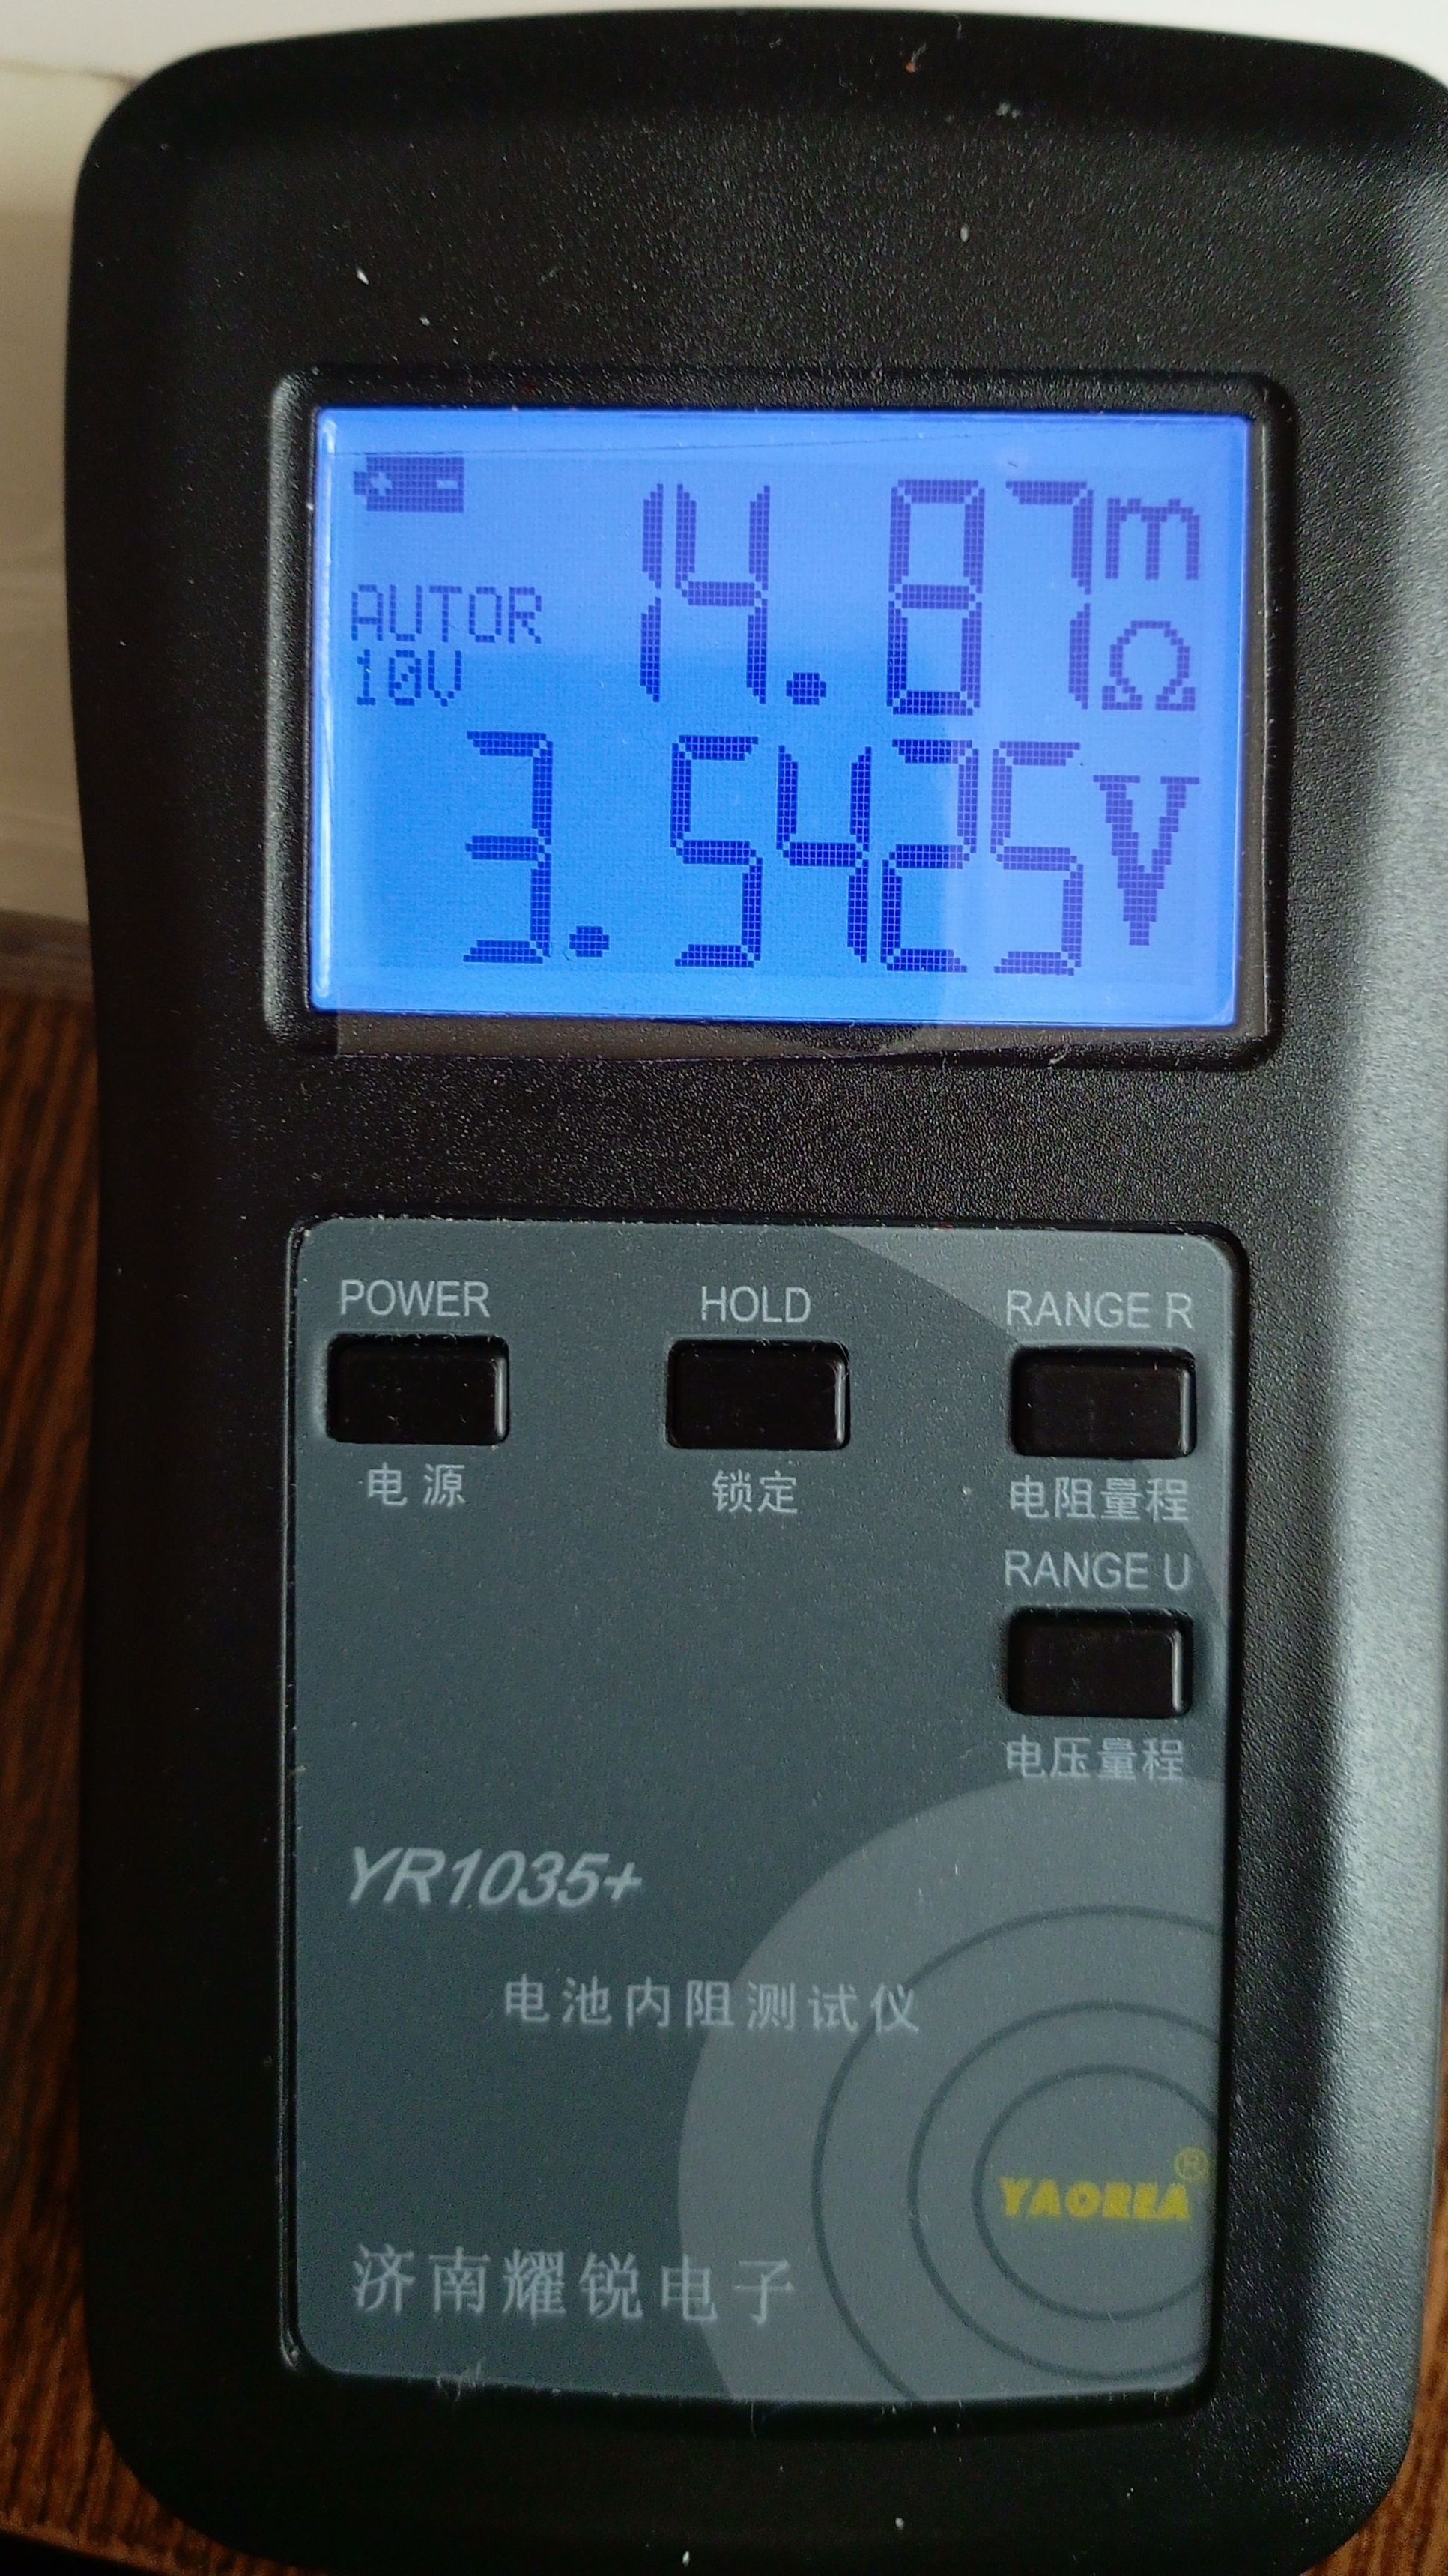 14.87mΩ
AUTOR
10V
3.5425V
POWER
HOLD
RANGE R
电源
锁定
电阻量程
RANGE U
电压量程
YR1035+
电池内阻测试仪
YAOREA®
济南耀锐电子